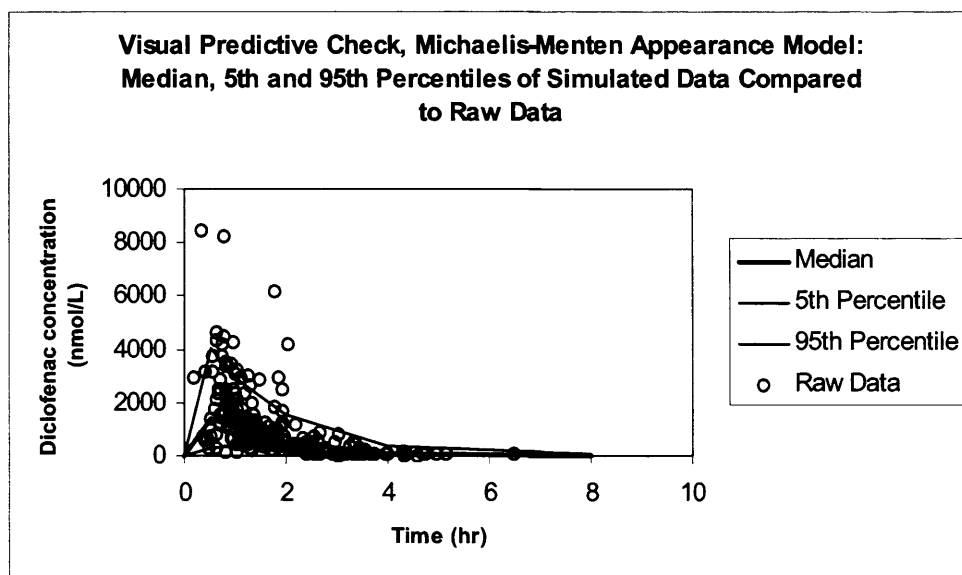 Visual Predictive Check, Michaelis-Menten Appearance Model:
Median, 5th and 95th Percentiles of Simulated Data Compared
to Raw Data
Diclofenac concentration
(nmol/L)
10000
8000
6000
4000
2000
0
0 2 4 6 8 10
Time (hr)
Median
5th Percentile
95th Percentile
Raw Data